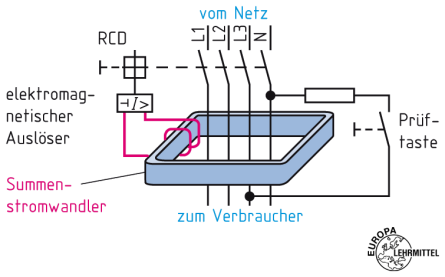 vom Netz
RCD
L1
L2
L3
N
elektromag-
netischer
Auslöser
I>
Prüf-
taste
Summen-
stromwandler
zum Verbraucher
EUROPA
LEHRMITTEL